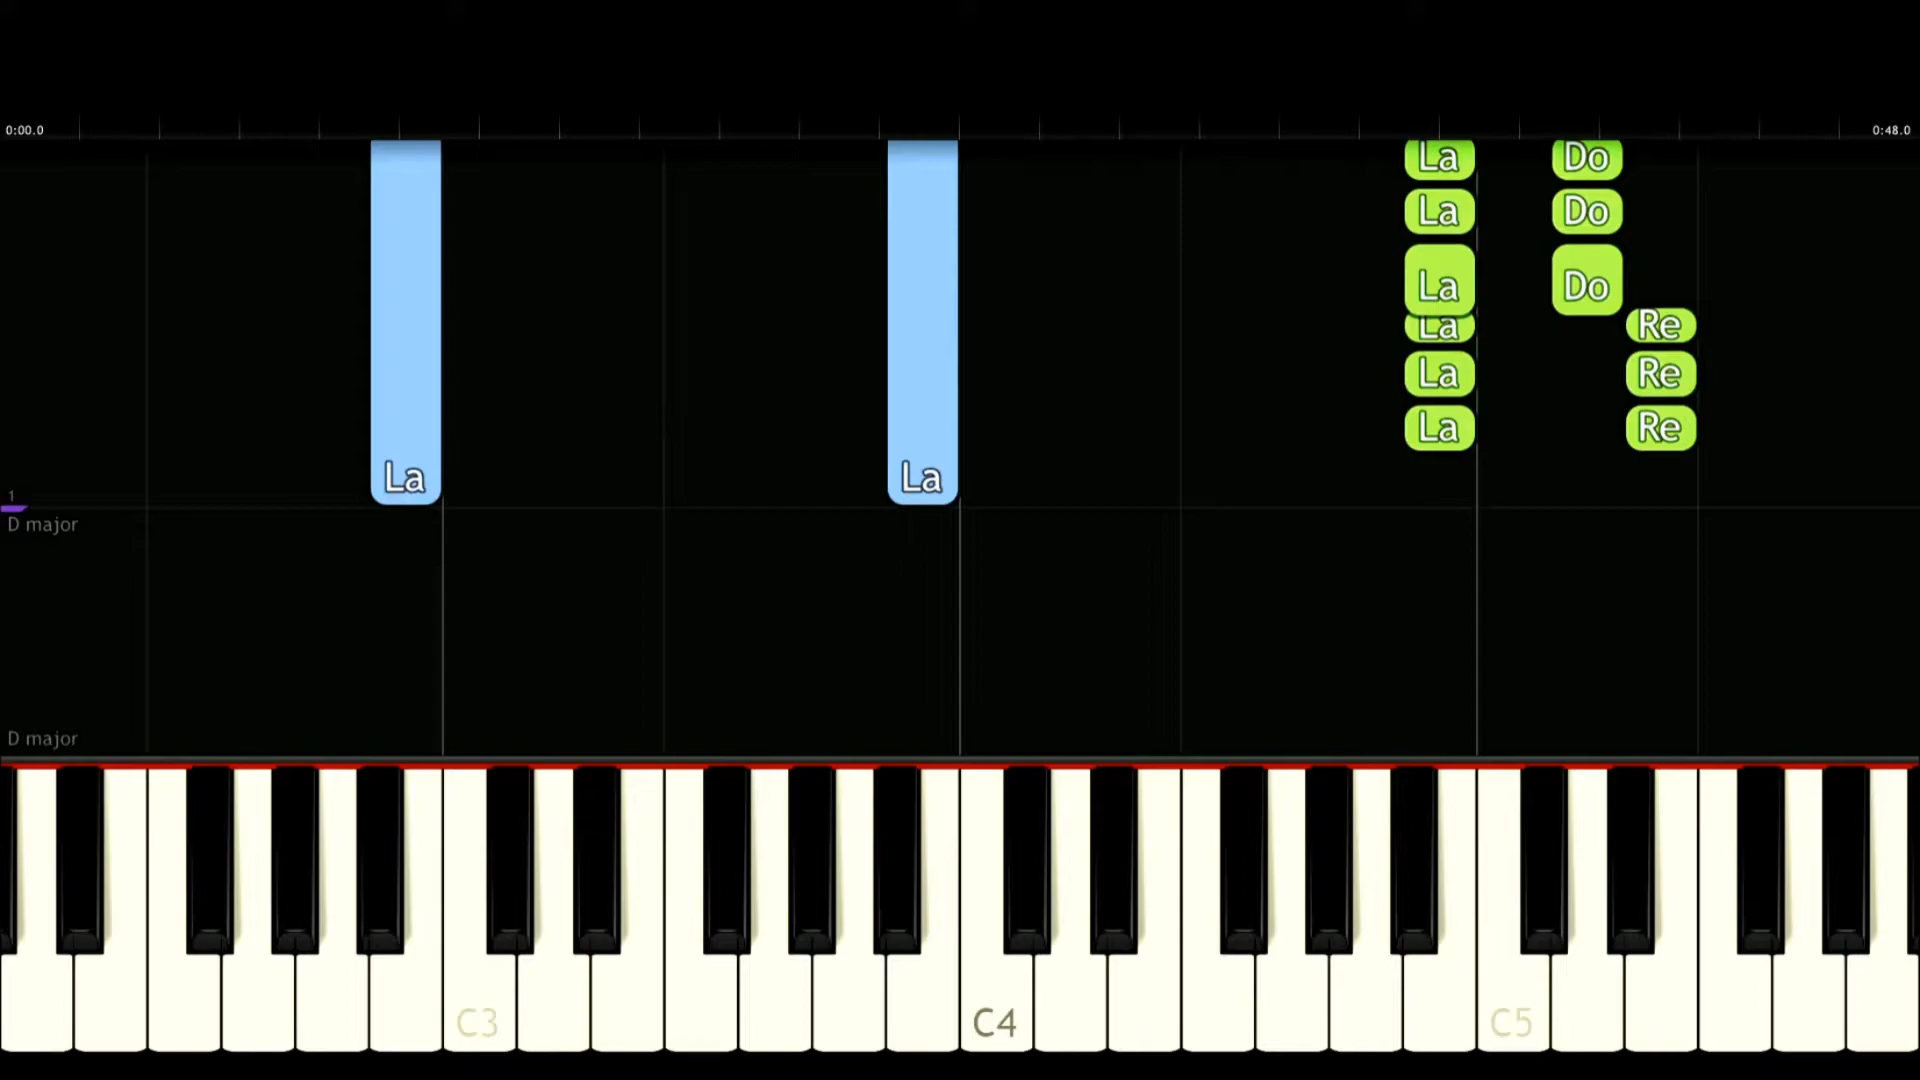 0:00.0 0:48.0
La Do
La Do
La Do
La Re
La Re
La Re
La La
1
D major
D major
C3 C4 C5